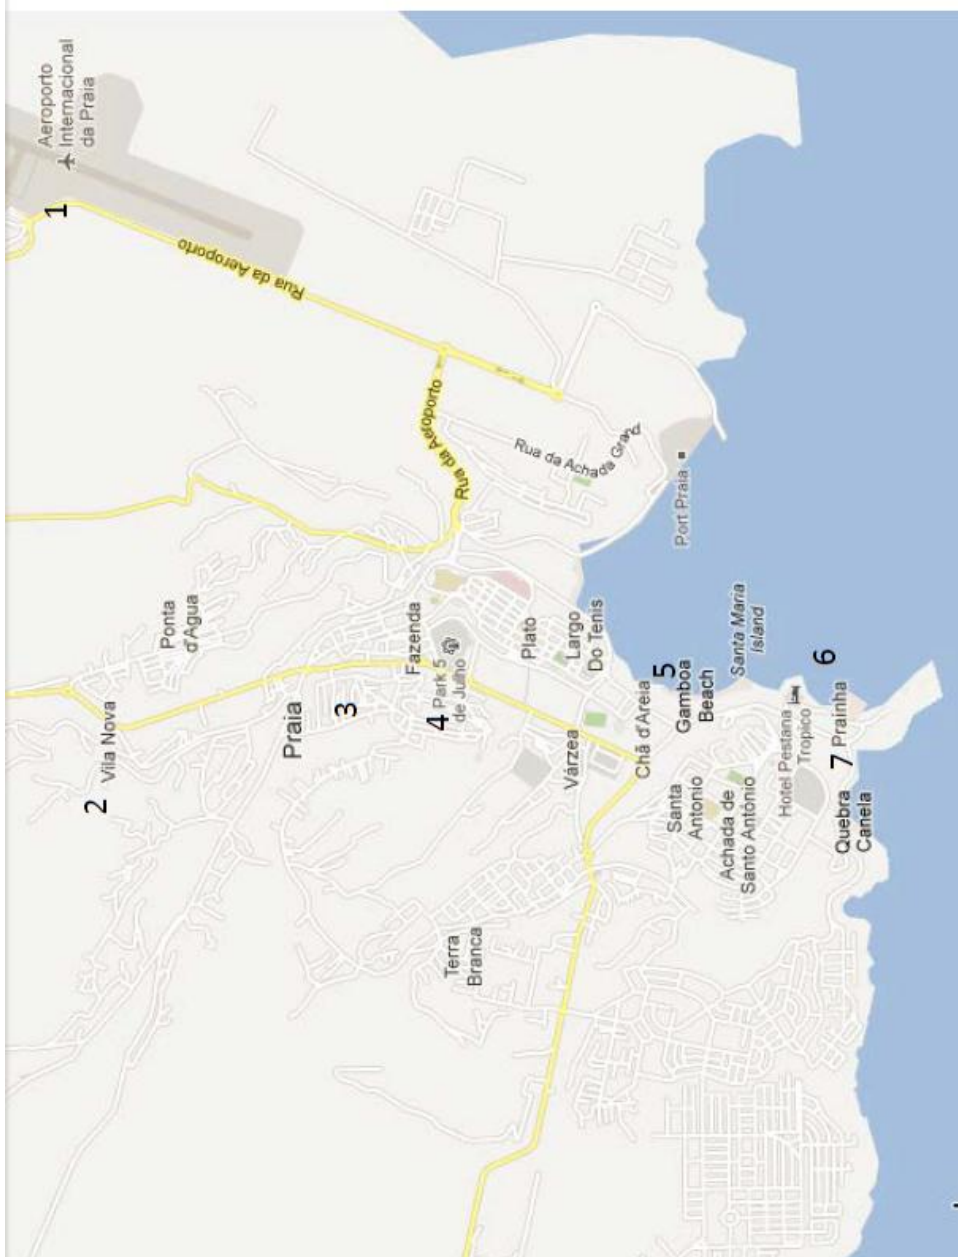 Aeroporto
Internacional
da Praia
1
2
Vila Nova
Ponta
d'Agua
Rua da Aeroporto
Praia
3
Fazenda
4
Park 5
de Julho
Rua da Aeroporto
Terra
Branca
Plato
Rua da Achada Grand
Várzea
Largo
Do Tenis
Chã d'Areia
5
Gamboa
Beach
Santa
Antonio
Port Praia
Achada de
Santo António
Santa Maria
Island
Hotel Pestana
Tropico
6
7
Prainha
Quebra
Canela